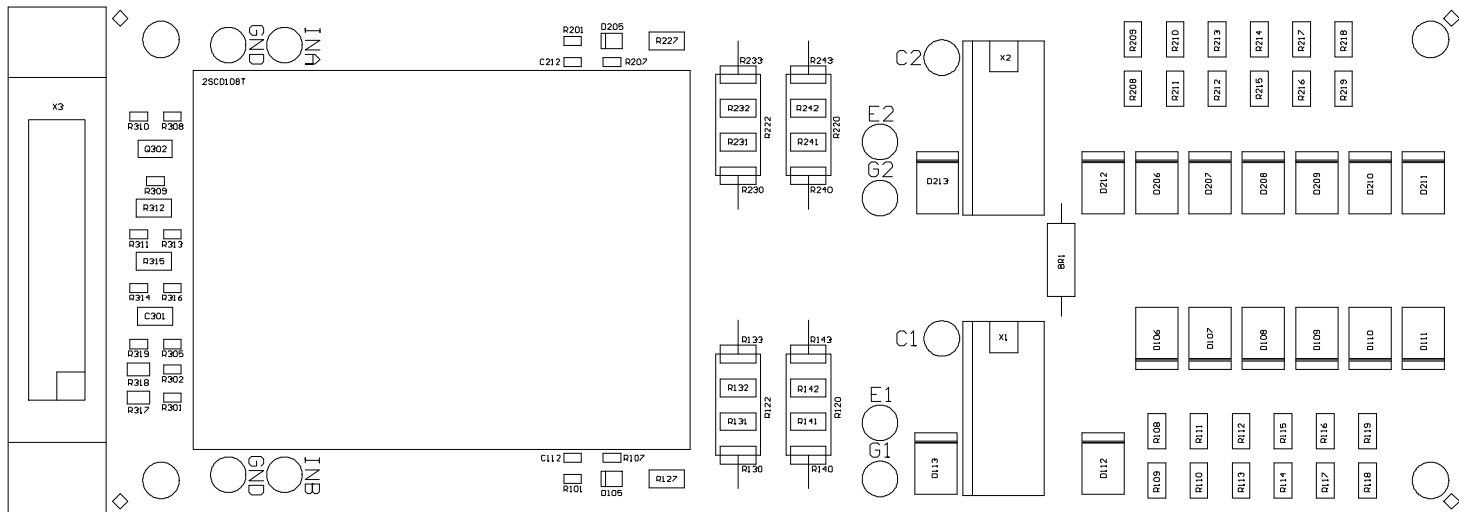 GND
INA
R201
D205
R227
C212
R207
2SC0108T
X3
R310
R308
Q302
R309
R312
R311
R313
R315
R314
R316
C301
R319
R305
R318
R302
R317
R301
GND
INB
C112
R107
R101
D105
R127
R233
R232
R231
R230
R222
R243
R242
R241
R240
R220
R133
R132
R131
R130
R122
R143
R142
R141
R140
R120
C2
X2
E2
G2
D213
BR1
C1
X1
E1
G1
D113
R209
R210
R213
R214
R217
R218
R208
R211
R212
R215
R216
R219
D212
D206
D207
D208
D209
D210
D211
D106
D107
D108
D109
D110
D111
D112
R108
R111
R112
R115
R116
R119
R109
R110
R113
R114
R117
R118